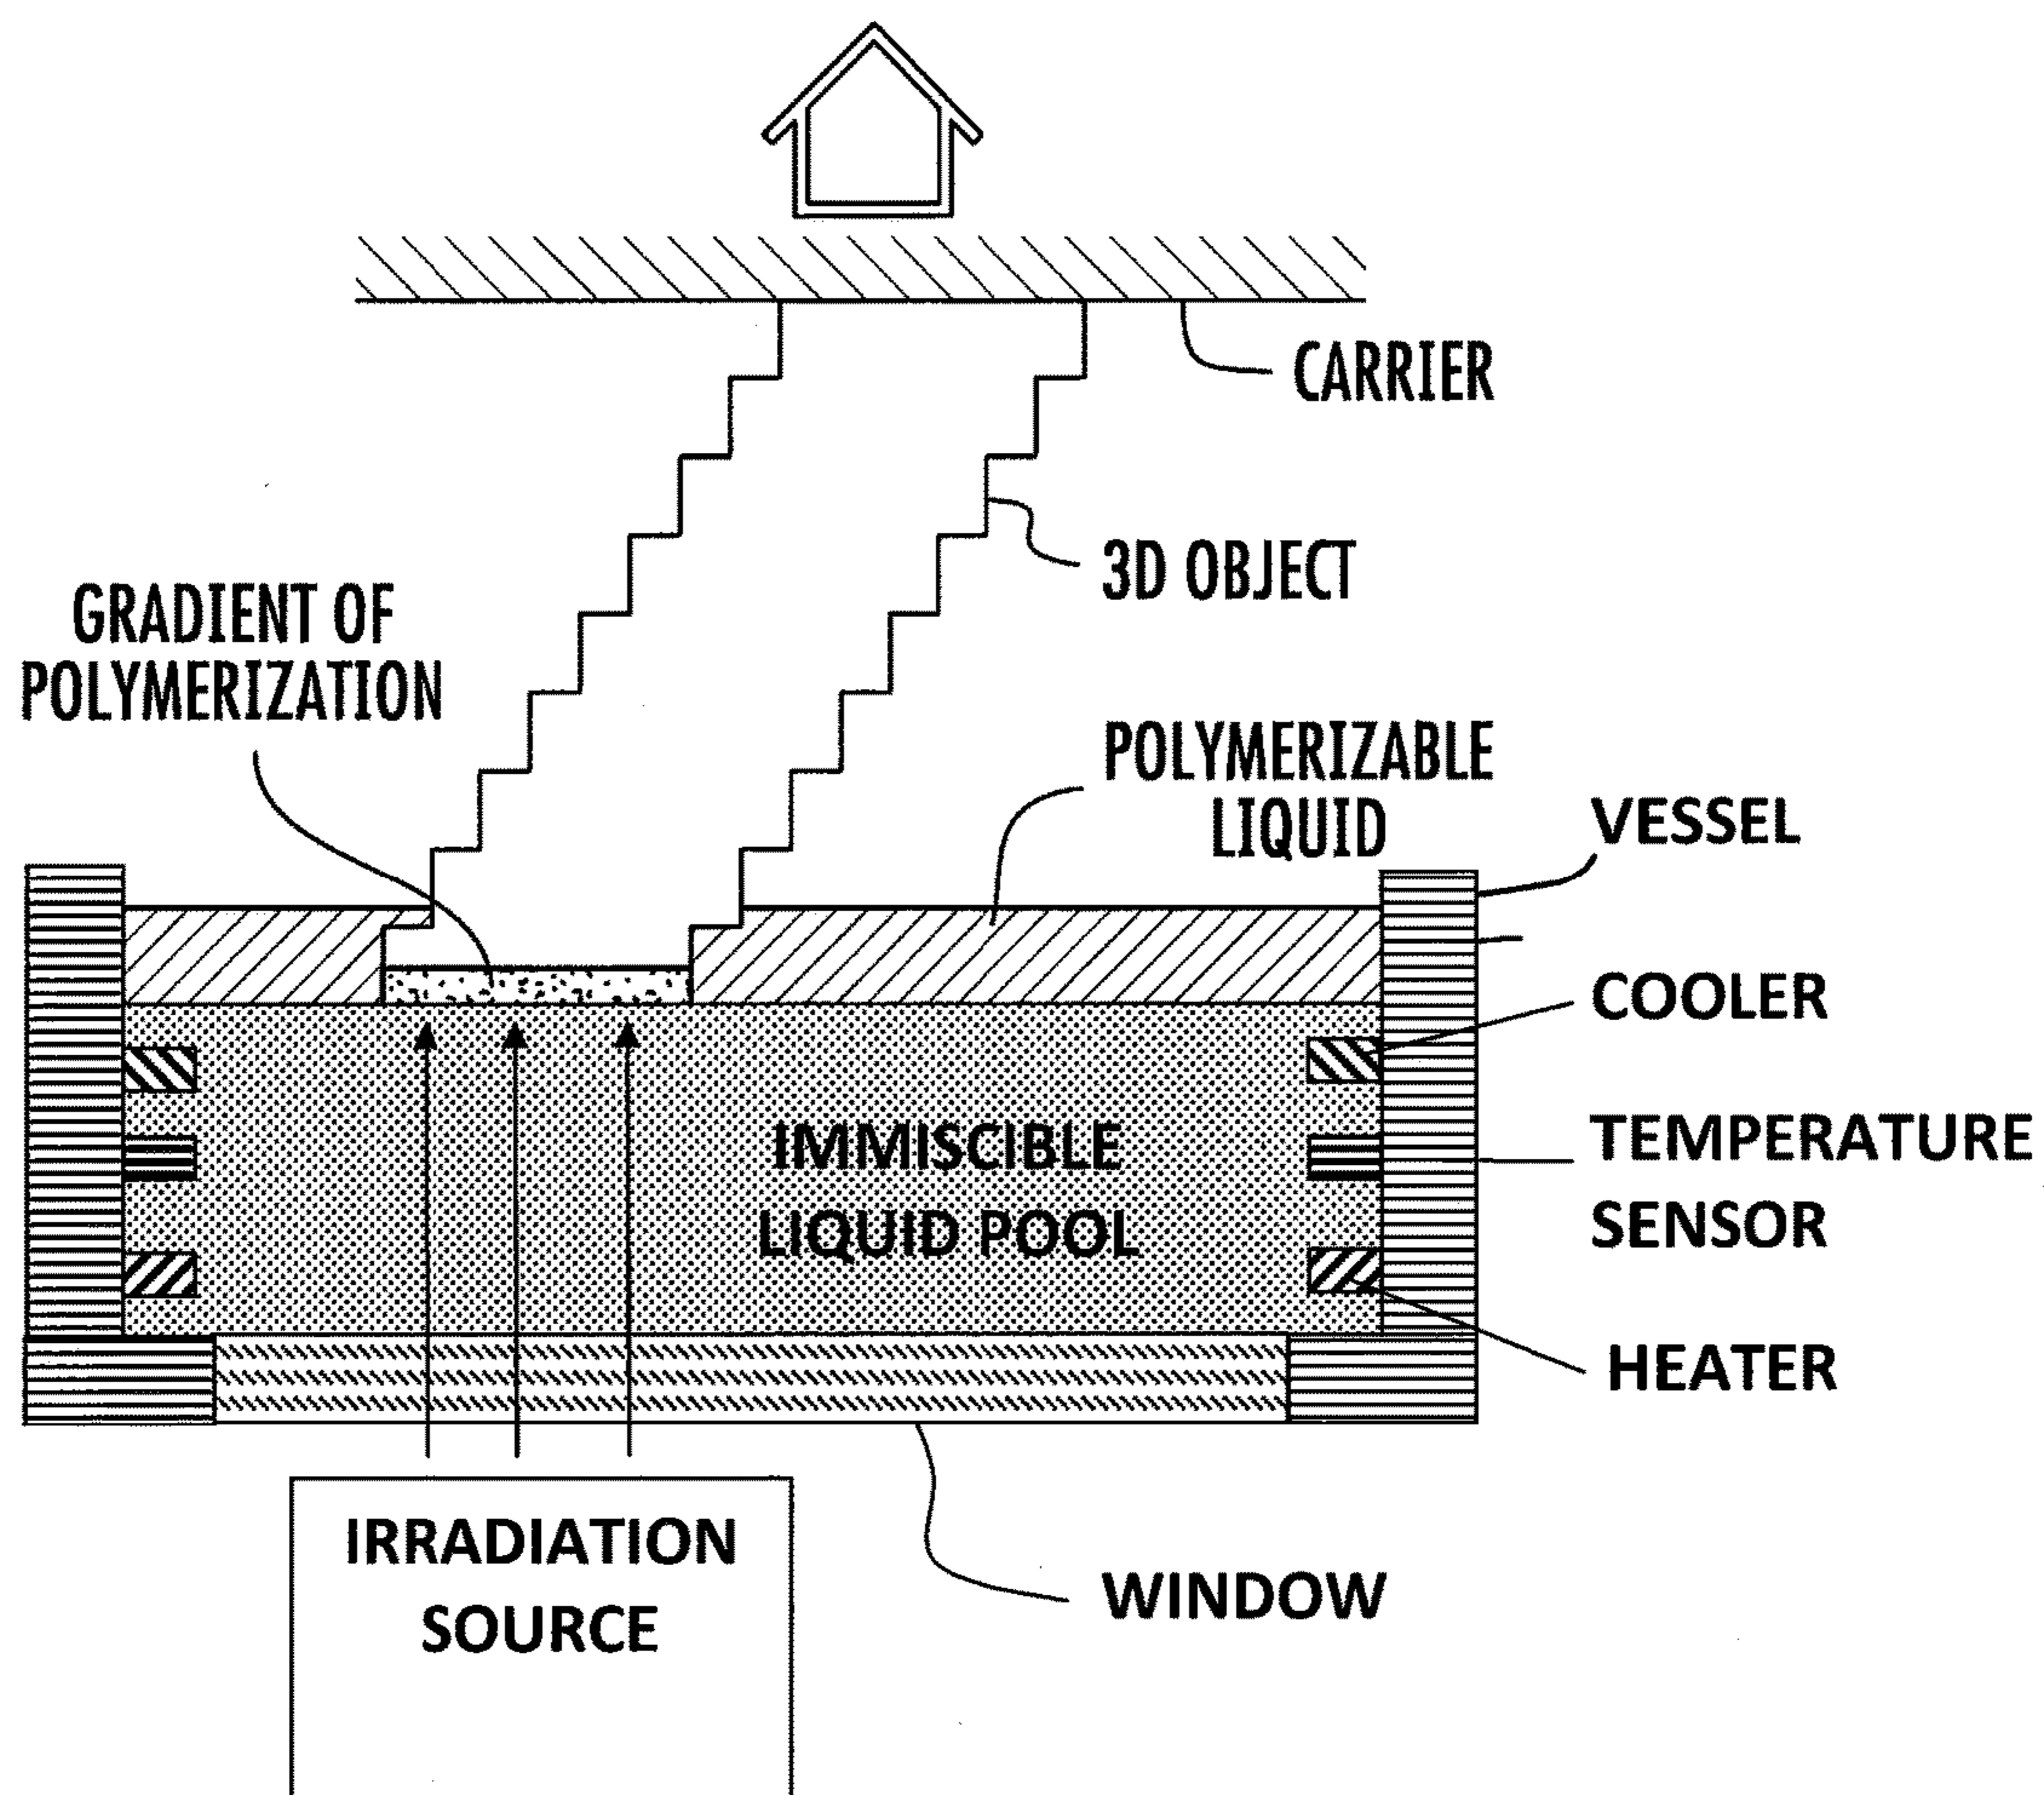 CARRIER
3D OBJECT
GRADIENT OF
POLYMERIZATION
POLYMERIZABLE
LIQUID
VESSEL
COOLER
TEMPERATURE
SENSOR
IMMISCIBLE
LIQUID POOL
HEATER
IRRADIATION
SOURCE
WINDOW